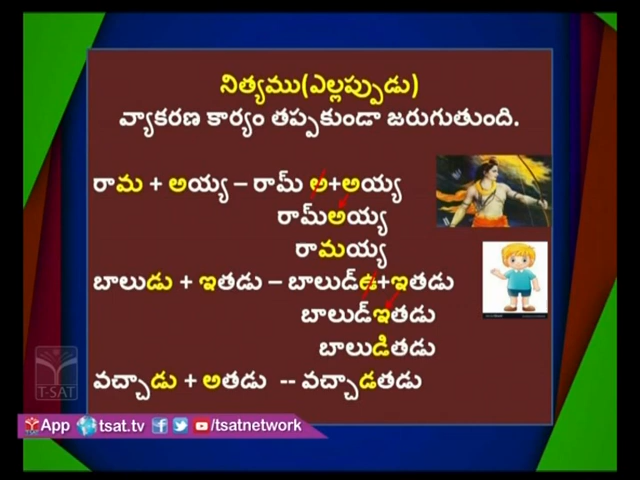 నిత్యము(ఎల్లప్పుడు)
వ్యాకరణ కార్యం తప్పకుండా జరుగుతుంది.
రామ + అయ్య – రామ్ అ+అయ్య
రామ్అయ్య
రామయ్య
బాలుడు + ఇతడు – బాలుడ్ఉ+ఇతడు
బాలుడ్ఇతడు
బాలుడితడు
వచ్చాడు + అతడు -- వచ్చాడతడు
T-SAT
App tsat.tv /tsatnetwork